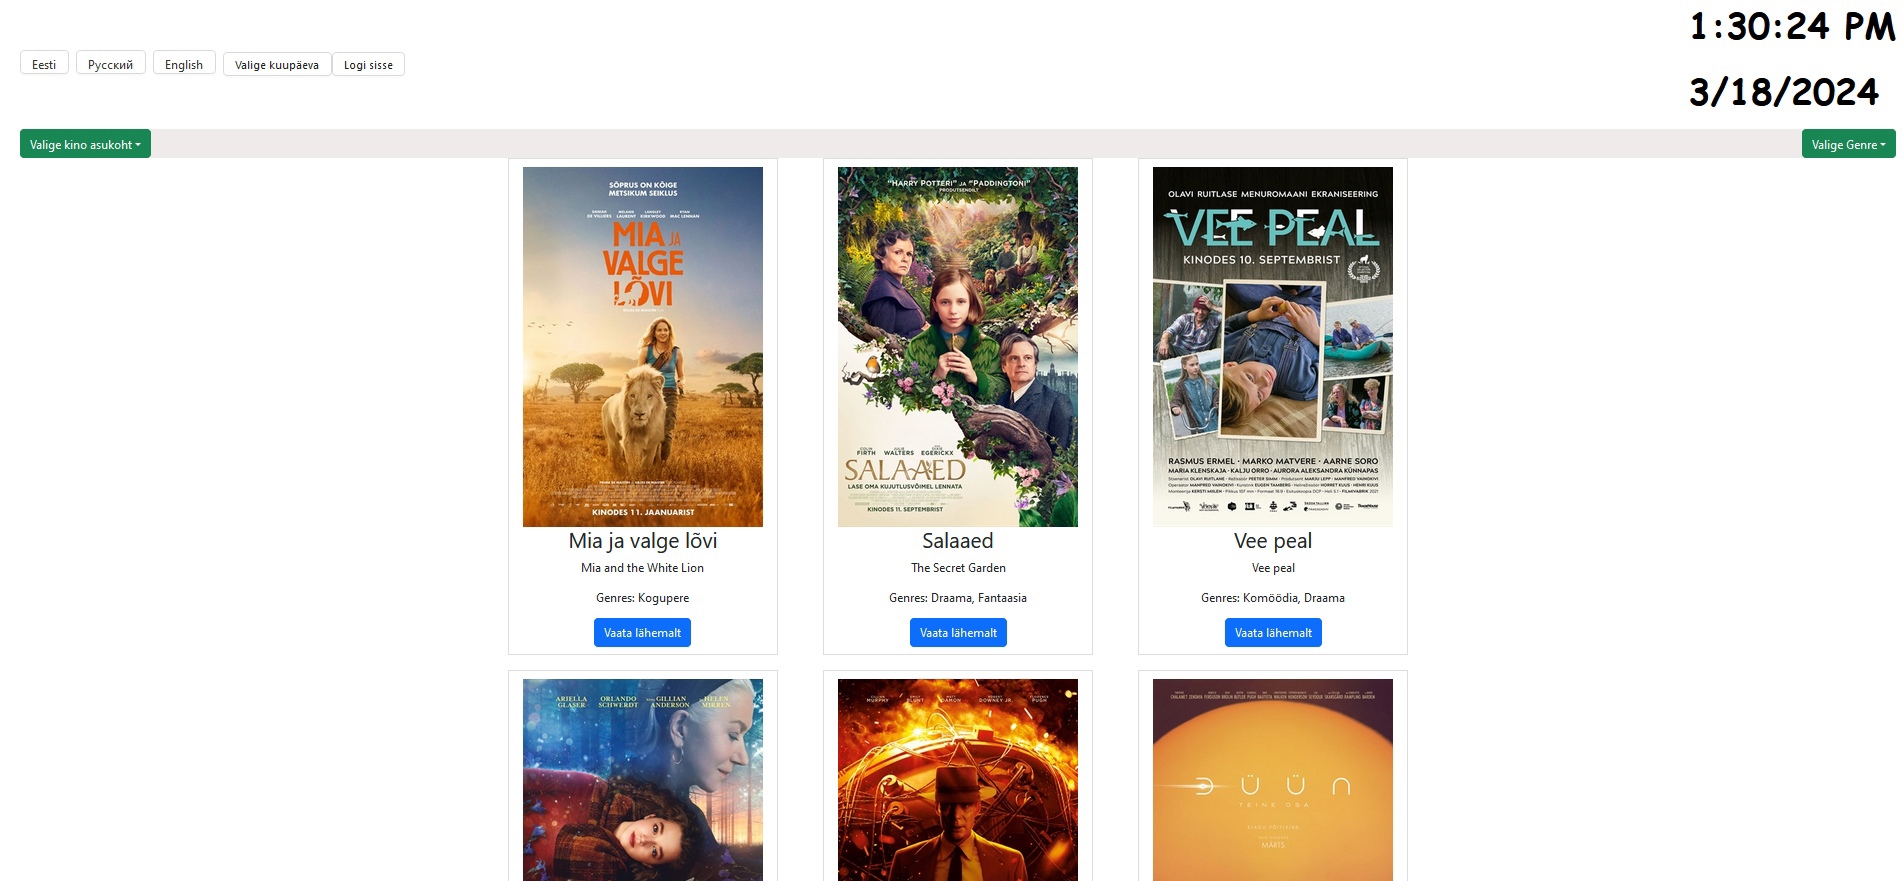 1:30:24 PM
Eesti
Русский
English
Valige kuupäeva
Logi sisse
3/18/2024
Valige kino asukoht
Valige Genre
SÕPRUS ON KÕIGE
METSIKUM SEIKLUS
MIA JA
VALGE
LÕVI
KINODES 11. JAANUARIST
Mia ja valge lõvi
Mia and the White Lion
Genres: Kogupere
Vaata lähemalt
"HARRY POTTERI" JA "PADDINGTONI"
PRODUTSENDILT
COLIN FIRTH JULIE WALTERS DIXIE EGERICKX
SALAAED
LASE OMA KUJUTLUSVÕIMEL LENNATA
KINODES 11. SEPTEMBRIST
Salaaed
The Secret Garden
Genres: Draama, Fantaasia
Vaata lähemalt
OLAVI RUITLASE MENUROMAANI EKRANISEERING
VEE PEAL
KINODES 10. SEPTEMBRIST
RASMUS ERMEL · MARKO MATVERE · AARNE SORO
MARIA KLENSKAJA · KALJU ORRO · AURORA ALEKSANDRA KÜNNAPAS
Vee peal
Vee peal
Genres: Komöödia, Draama
Vaata lähemalt
ARIELLA GLASER
ORLANDO SCHWERDT
GILLIAN ANDERSON
HELEN MIRREN
CILLIAN MURPHY
EMILY BLUNT
MATT DAMON
ROBERT DOWNEY JR.
FLORENCE PUGH
DÜÜN
TEINE OSA
MÄRTS